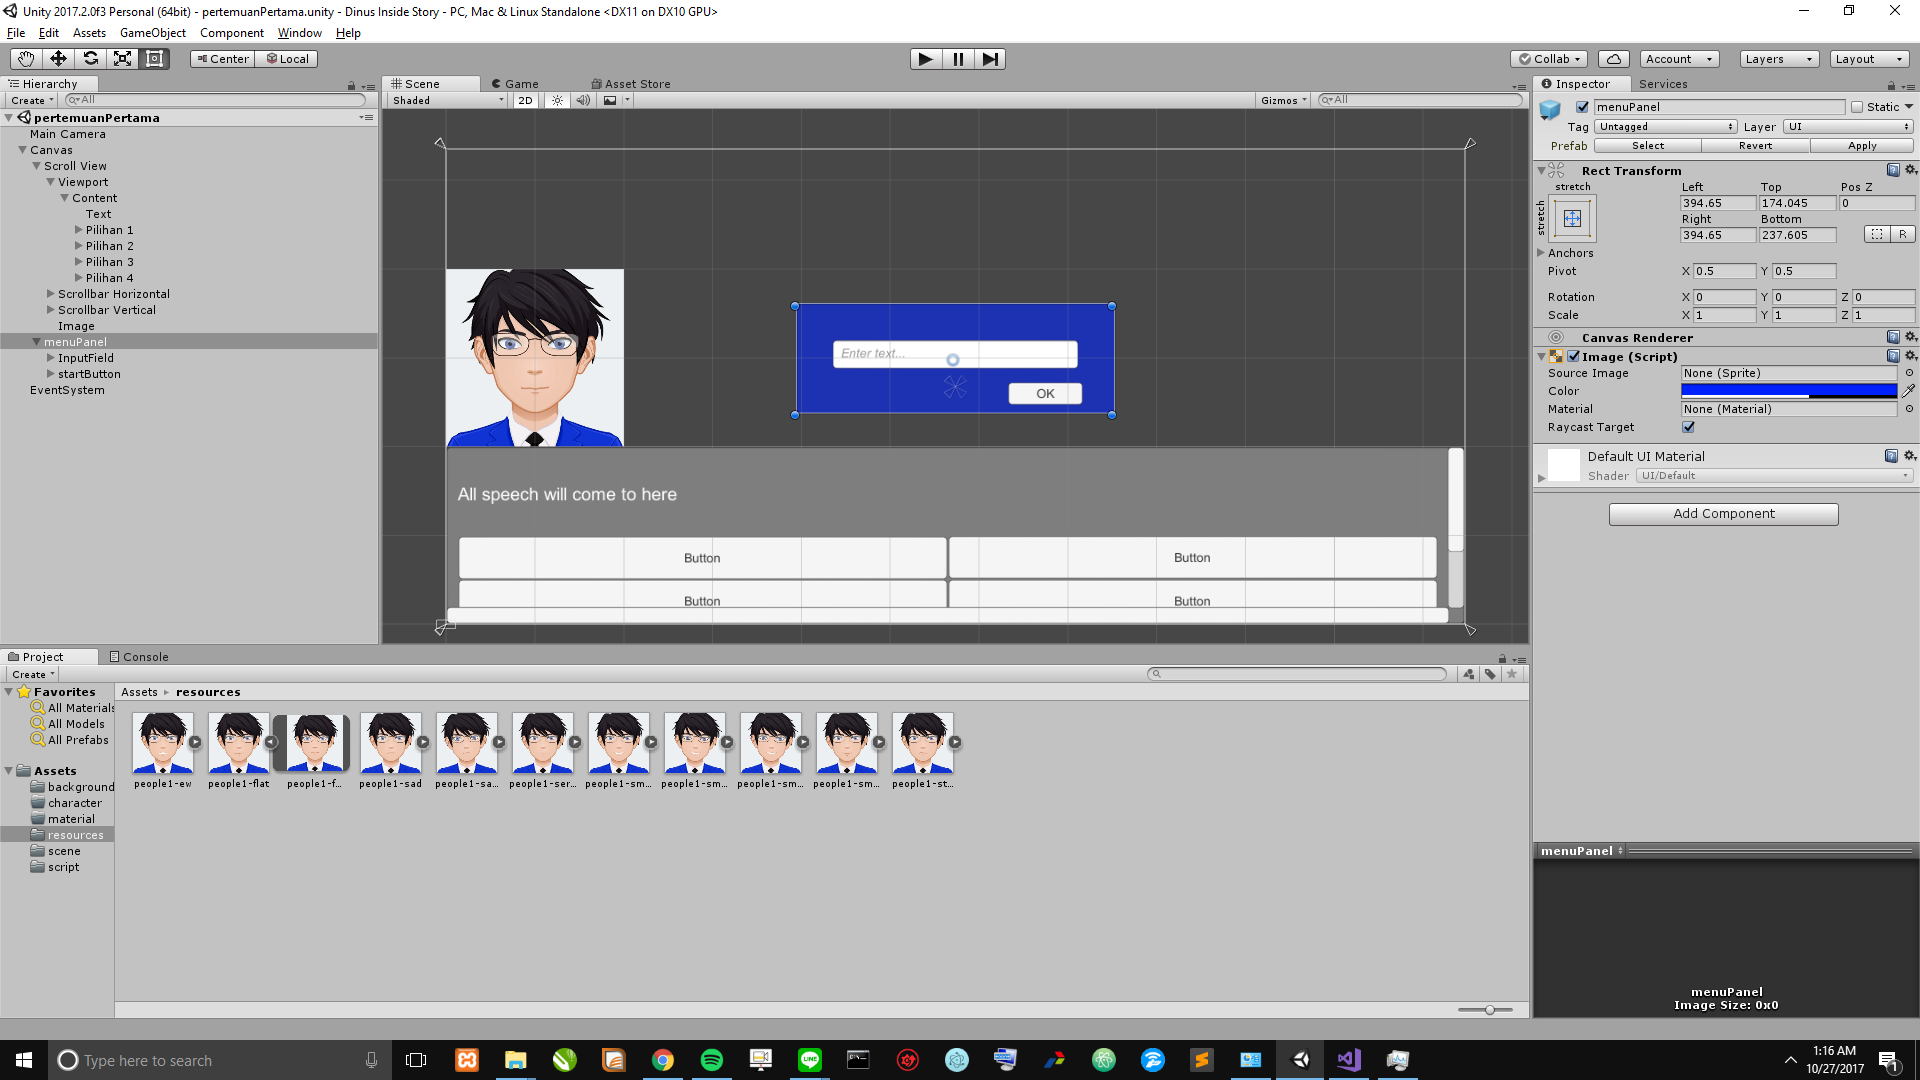 Unity 2017.2.0f3 Personal (64bit) - pertemuanPertama.unity - Dinus Inside Story - PC, Mac & Linux Standalone <DX11 on DX10 GPU>
File Edit Assets GameObject Component Window Help
Center Local Collab Account Layers Layout
Hierarchy
Create All
pertemuanPertama
Main Camera
Canvas
Scroll View
Viewport
Content
Text
Pilihan 1
Pilihan 2
Pilihan 3
Pilihan 4
Scrollbar Horizontal
Scrollbar Vertical
Image
menuPanel
InputField
startButton
EventSystem
Scene Game Asset Store
Shaded 2D Gizmos All
Enter text...
OK
All speech will come to here
Button Button
Button Button
Inspector Services
menuPanel Static
Tag Untagged Layer UI
Prefab Select Revert Apply
Rect Transform
stretch Left Top Pos Z
stretch 394.65 174.045 0
Right Bottom
394.65 237.605 R
Anchors
Pivot X 0.5 Y 0.5
Rotation X 0 Y 0 Z 0
Scale X 1 Y 1 Z 1
Canvas Renderer
Image (Script)
Source Image None (Sprite)
Color
Material None (Material)
Raycast Target
Default UI Material
Shader UI/Default
Add Component
menuPanel
menuPanel
Image Size: 0x0
Project Console
Create
Favorites
All Materials
All Models
All Prefabs
Assets
background
character
material
resources
scene
script
Assets resources
people1-ew people1-flat people1-f... people1-sad people1-sa... people1-ser... people1-sm... people1-sm... people1-sm... people1-sm... people1-st...
Type here to search
LINE
1:16 AM
10/27/2017
1